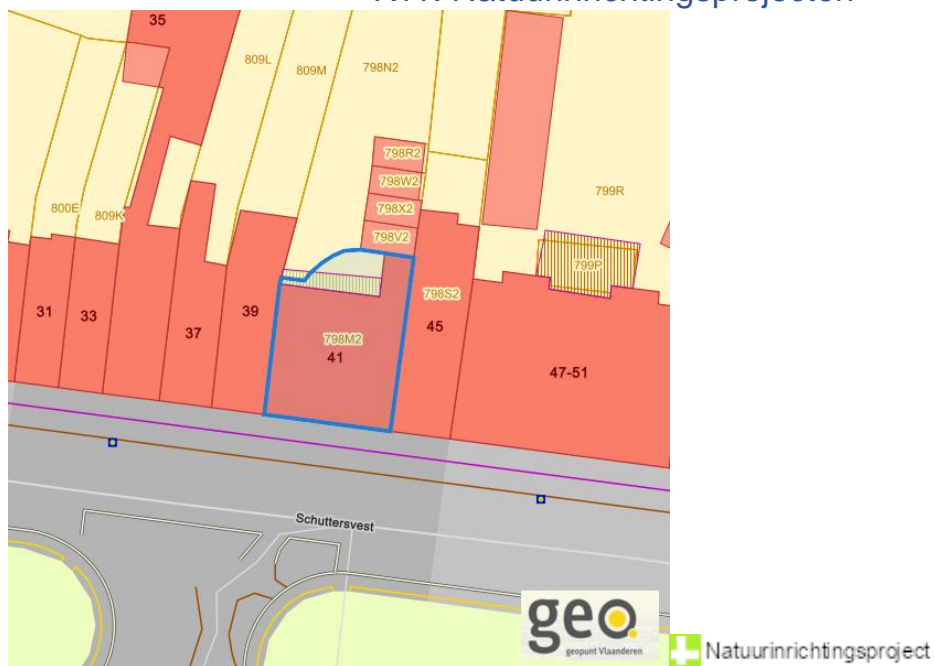 Natuurinrichtingsprojecten
35
809L
809M
798N2
798R2
798W2
799R
798X2
800E
809K
798V2
799P
798S2
31
33
39
37
798M2
45
41
47-51
Schuttersvest
geo
geopunt Vlaanderen
Natuurinrichtingsproject